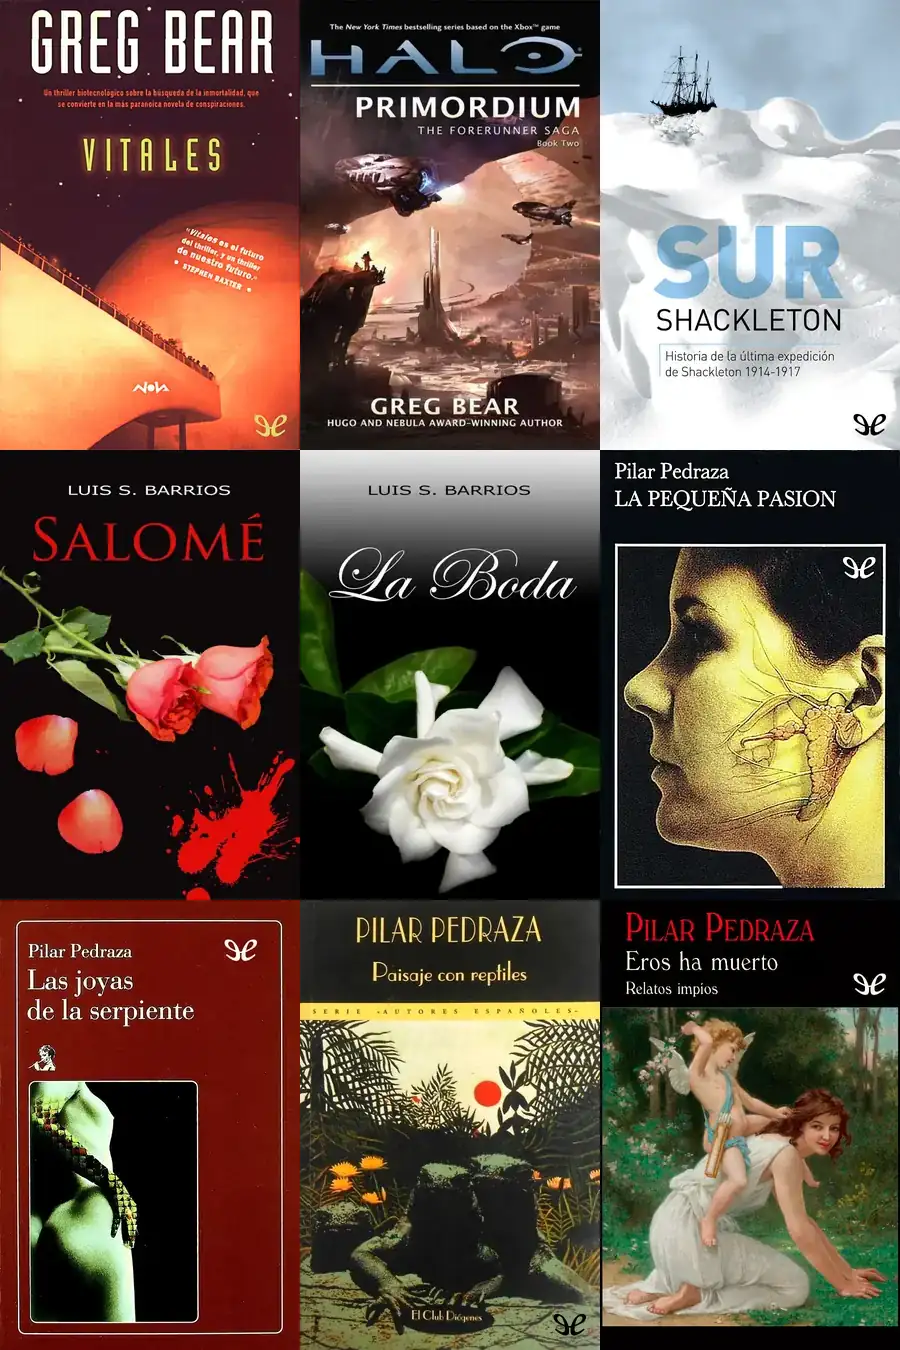 GREG BEAR
Un thriller biotecnológico sobre la búsqueda de la inmortalidad, que
se convierte en la más paranoica novela de conspiraciones.
VITALES
«Vitales es el futuro
del thriller, y un thriller
de nuestro futuro.»
• STEPHEN BAXTER •
NOVA
The New York Times bestselling series based on the Xbox™ game
HALO
PRIMORDIUM
THE FORERUNNER SAGA
Book Two
GREG BEAR
HUGO AND NEBULA AWARD-WINNING AUTHOR
SUR
SHACKLETON
Historia de la última expedición
de Shackleton 1914-1917
LUIS S. BARRIOS
SALOMÉ
LUIS S. BARRIOS
La Boda
Pilar Pedraza
LA PEQUEÑA PASION
Pilar Pedraza
Las joyas
de la serpiente
PILAR PEDRAZA
Paisaje con reptiles
SERIE «AUTORES ESPAÑOLES»
El Club Diógenes
PILAR PEDRAZA
Eros ha muerto
Relatos impíos